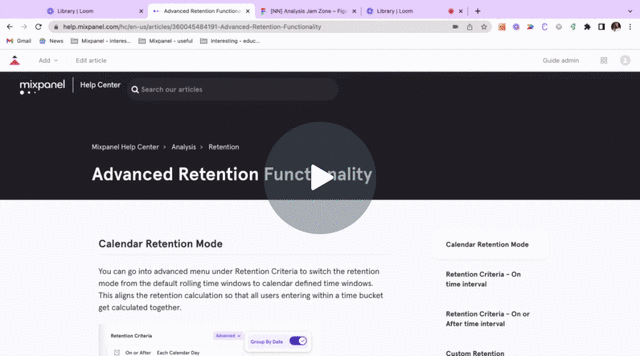 Library | Loom
Advanced Retention Function
[NN] Analysis Jam Zone – Fig
Library | Loom
help.mixpanel.com/hc/en-us/articles/360045484191-Advanced-Retention-Functionality
Gmail
News
Mixpanel - interes...
Mixpanel - useful
Interesting - educ...
Add
Edit article
Guide admin
mixpanel
Help Center
Search our articles
Mixpanel Help Center > Analysis > Retention
Advanced Retention Functionality
Calendar Retention Mode
You can go into advanced menu under Retention Criteria to switch the retention
mode from the default rolling time windows to calendar defined time windows.
This aligns the retention calculation so that all users entering within a time bucket
get calculated together.
Retention Criteria
Advanced
Group By Date
On or After
Each Calendar Day
Calendar Retention Mode
Retention Criteria - On
time interval
Retention Criteria - On or
After time interval
Custom Retention